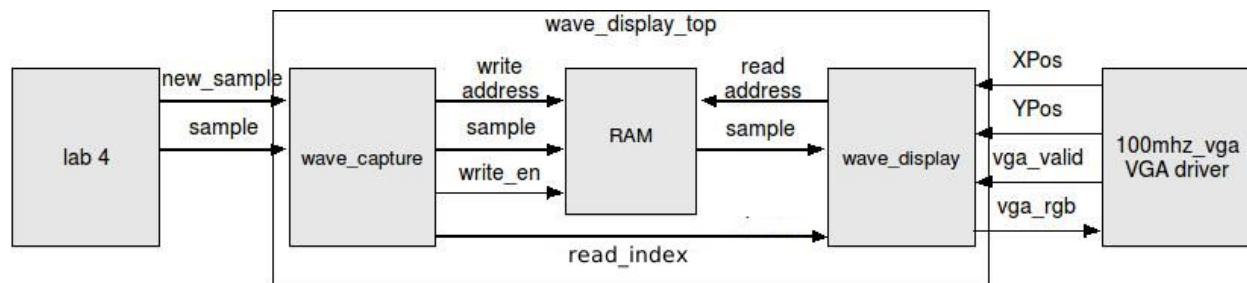 wave_display_top
new_sample
sample
lab 4
wave_capture
write
address
sample
write_en
RAM
read
address
sample
read_index
wave_display
XPos
YPos
vga_valid
vga_rgb
100mhz_vga
VGA driver